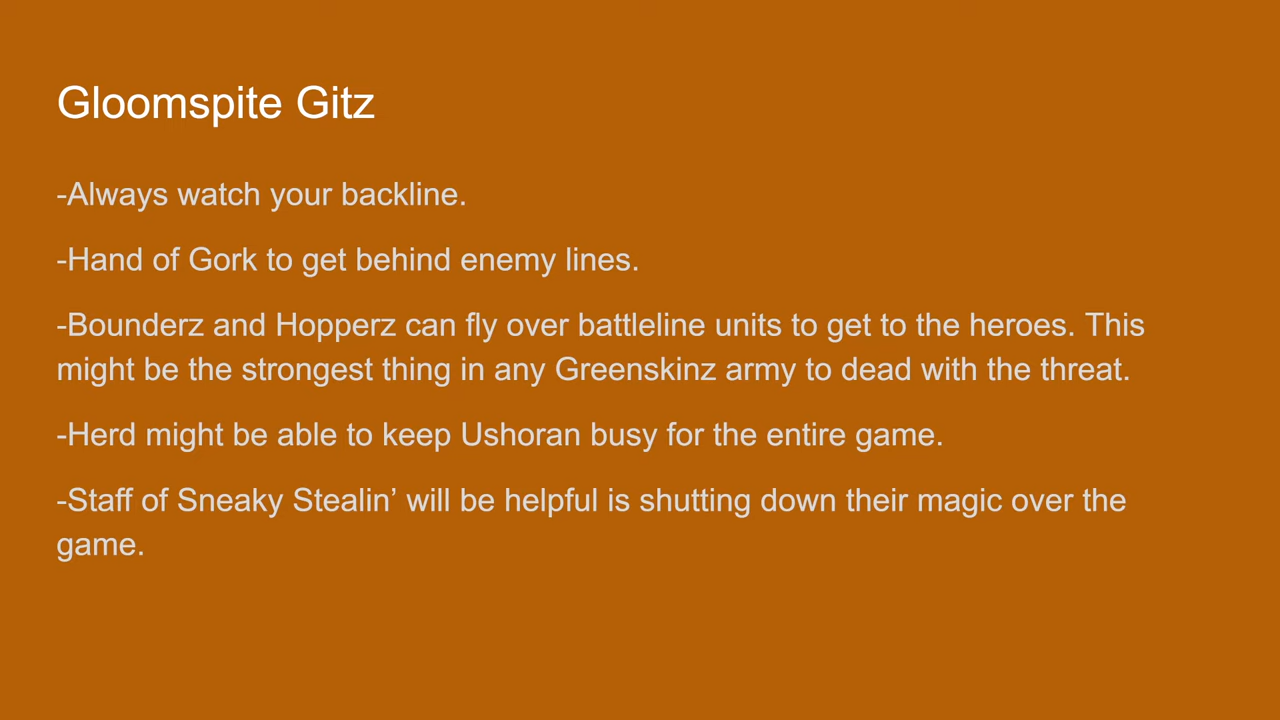 Gloomspite Gitz
-Always watch your backline.
-Hand of Gork to get behind enemy lines.
-Bounderz and Hopperz can fly over battleline units to get to the heroes. This
might be the strongest thing in any Greenskinz army to dead with the threat.
-Herd might be able to keep Ushoran busy for the entire game.
-Staff of Sneaky Stealin’ will be helpful is shutting down their magic over the
game.